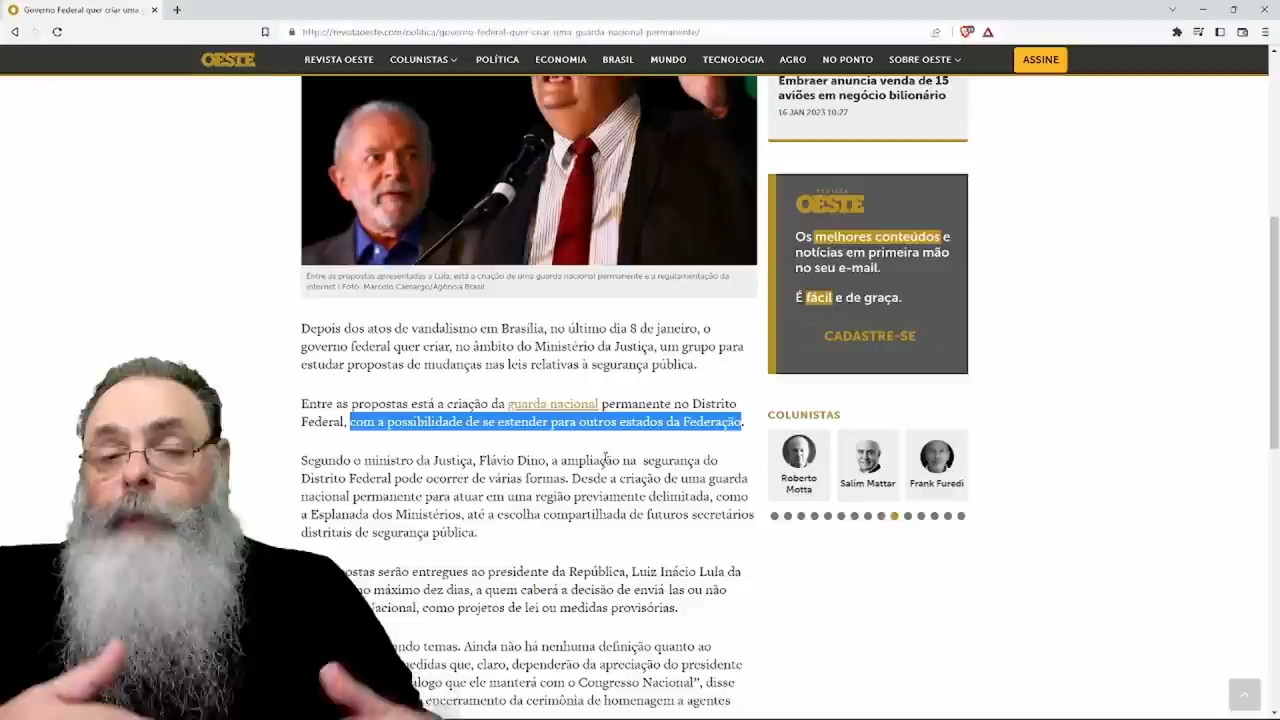 Governo Federal quer criar uma g
https://revistaoeste.com/politica/governo-federal-quer-criar-uma-guarda-nacional-permanente/
OESTE
REVISTA OESTE
COLUNISTAS
POLÍTICA
ECONOMIA
BRASIL
MUNDO
TECNOLOGIA
AGRO
NO PONTO
SOBRE OESTE
ASSINE
Entre as propostas apresentadas a Lula, está a criação de uma guarda nacional permanente e a regulamentação da
internet | Foto: Marcelo Camargo/Agência Brasil
Depois dos atos de vandalismo em Brasília, no último dia 8 de janeiro, o
governo federal quer criar, no âmbito do Ministério da Justiça, um grupo para
estudar propostas de mudanças nas leis relativas à segurança pública.
Entre as propostas está a criação da guarda nacional permanente no Distrito
Federal, com a possibilidade de se estender para outros estados da Federação.
Segundo o ministro da Justiça, Flávio Dino, a ampliação na segurança do
Distrito Federal pode ocorrer de várias formas. Desde a criação de uma guarda
nacional permanente para atuar em uma região previamente delimitada, como
a Esplanada dos Ministérios, até a escolha compartilhada de futuros secretários
distritais de segurança pública.
ostas serão entregues ao presidente da República, Luiz Inácio Lula da
no máximo dez dias, a quem caberá a decisão de enviá-las ou não
Nacional, como projetos de lei ou medidas provisórias.
ndo temas. Ainda não há nenhuma definição quanto ao
edidas que, claro, dependerão da apreciação do presidente
álogo que ele manterá com o Congresso Nacional”, disse
encerramento da cerimônia de homenagem a agentes
Embraer anuncia venda de 15
aviões em negócio bilionário
16 JAN 2023 10:27
REVISTA
OESTE
Os melhores conteúdos e
notícias em primeira mão
no seu e-mail.
É fácil e de graça.
CADASTRE-SE
COLUNISTAS
Roberto
Motta
Salim Mattar
Frank Furedi